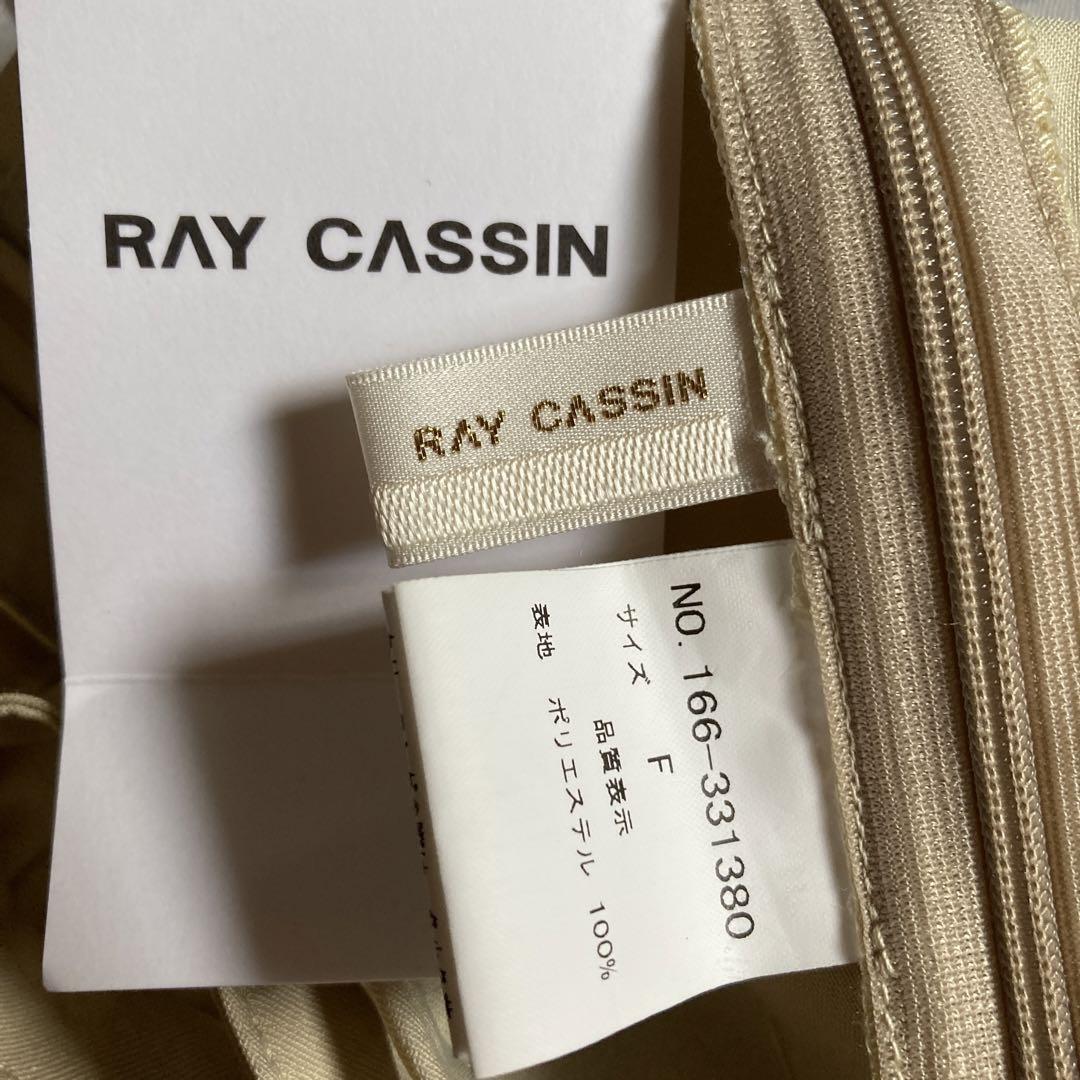 RAY CASSIN
RAY CASSIN
NO. 166-331380
サイズ F
品質表示
表地 ポリエステル 100%